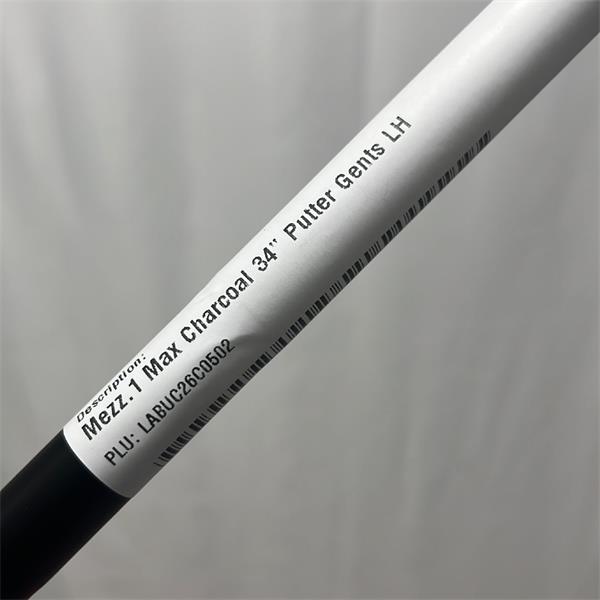 Description:
Mezz.1 Max Charcoal 34" Putter Gents LH
PLU: LABUC26C0502